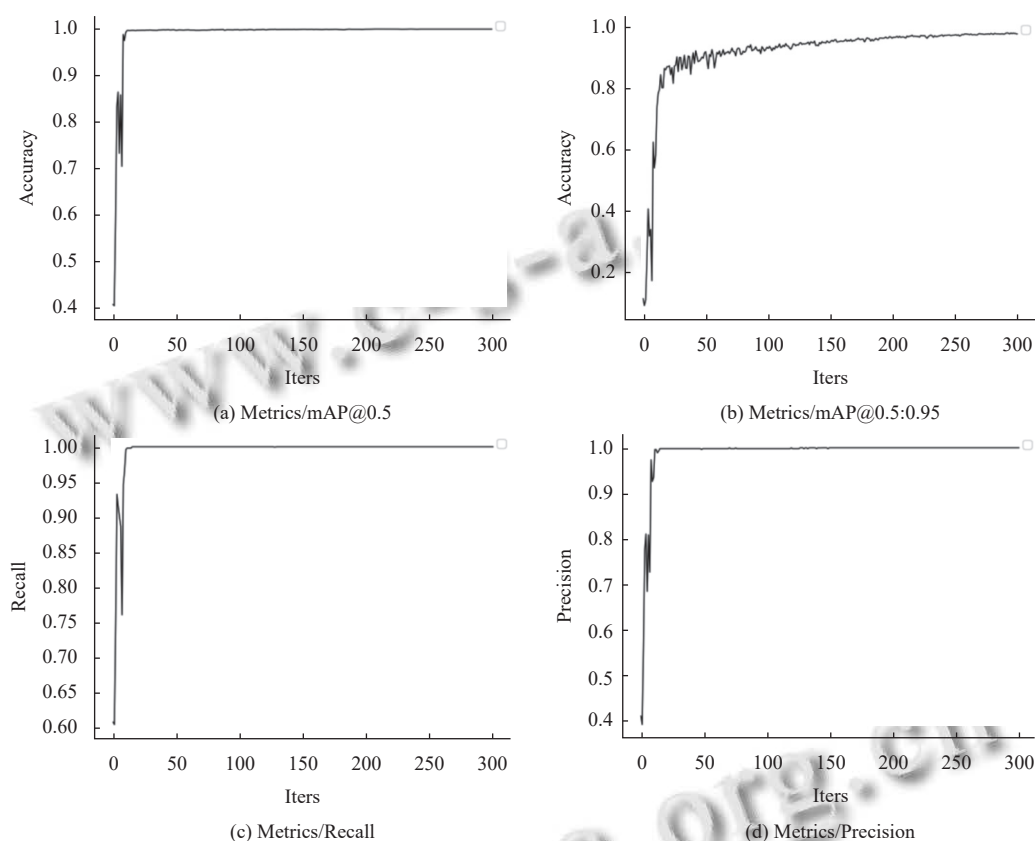 1.0
0.9
0.8
0.7
0.6
0.5
0.4
Accuracy
0 50 100 150 200 250 300
Iters
(a) Metrics/mAP@0.5
1.0
0.8
0.6
0.4
0.2
Accuracy
0 50 100 150 200 250 300
Iters
(b) Metrics/mAP@0.5:0.95
1.00
0.95
0.90
0.85
0.80
0.75
0.70
0.65
0.60
Recall
0 50 100 150 200 250 300
Iters
(c) Metrics/Recall
1.0
0.9
0.8
0.7
0.6
0.5
0.4
Precision
0 50 100 150 200 250 300
Iters
(d) Metrics/Precision